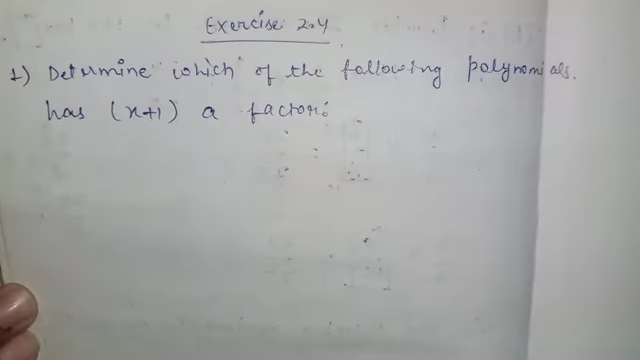 Exercise 2.4
1) Determine which of the following polynomials.
has (x+1) a factor: